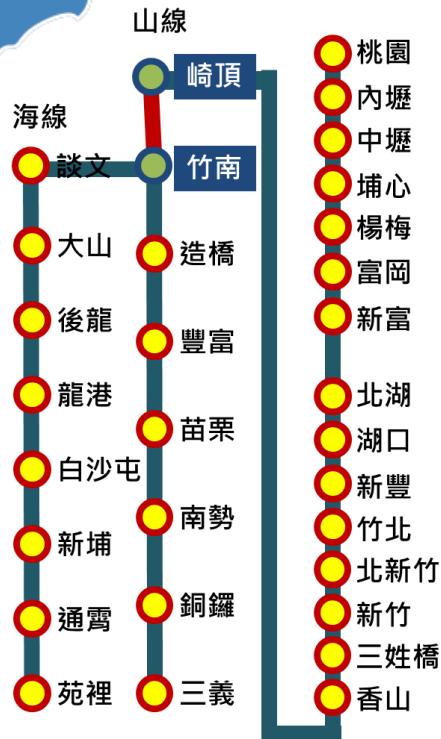 山線
崎頂
海線
談文
竹南
大山
後龍
龍港
白沙屯
新埔
通霄
苑裡
造橋
豐富
苗栗
南勢
銅鑼
三義
桃園
內壢
中壢
埔心
楊梅
富岡
新富
北湖
湖口
新豐
竹北
北新竹
新竹
三姓橋
香山